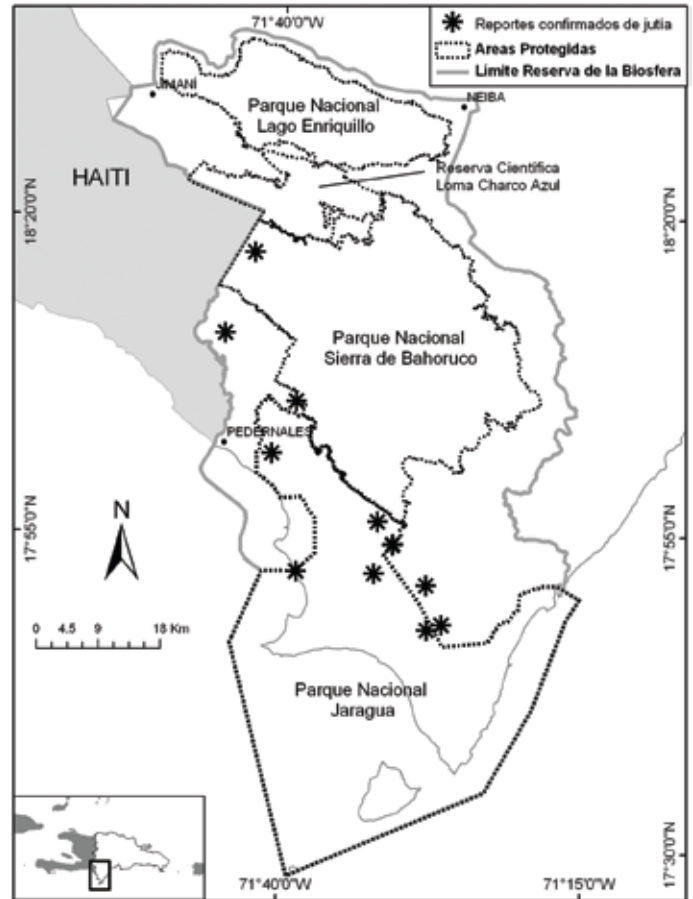 71°40'0"W
Reportes confirmados de jutia
Areas Protegidas
Limite Reserva de la Biosfera
JIMANI
NEIBA
Parque Nacional
Lago Enriquillo
HAITI
Reserva Cientifica
Loma Charco Azul
18°20'0"N
18°20'0"N
Parque Nacional
Sierra de Bahoruco
PEDERNALES
N
17°55'0"N
17°55'0"N
0 4.5 9 18 Km
Parque Nacional
Jaragua
17°30'0"N
71°40'0"W
71°15'0"W